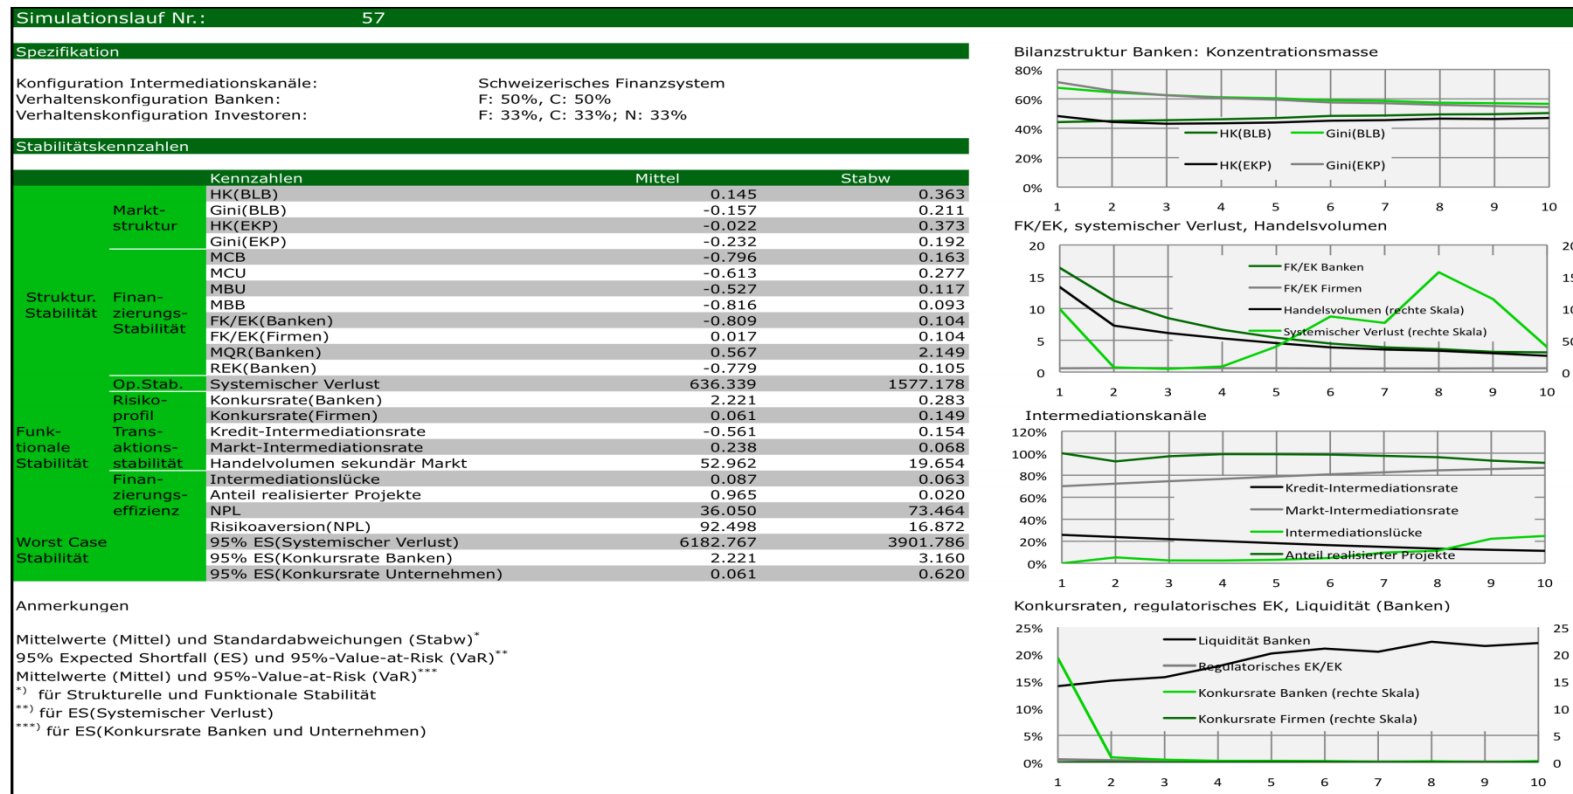 Simulationslauf Nr.: 57
Spezifikation
Konfiguration Intermediationskanäle: Schweizerisches Finanzsystem
Verhaltenskonfiguration Banken: F: 50%, C: 50%
Verhaltenskonfiguration Investoren: F: 33%, C: 33%; N: 33%
Stabilitätskennzahlen
Kennzahlen Mittel Stabw
HK(BLB) 0.145 0.363
Markt- Gini(BLB) -0.157 0.211
struktur HK(EKP) -0.022 0.373
Gini(EKP) -0.232 0.192
MCB -0.796 0.163
MCU -0.613 0.277
Struktur. Finan- MBU -0.527 0.117
Stabilität zierungs- MBB -0.816 0.093
Stabilität FK/EK(Banken) -0.809 0.104
FK/EK(Firmen) 0.017 0.104
MQR(Banken) 0.567 2.149
REK(Banken) -0.779 0.105
Op.Stab. Systemischer Verlust 636.339 1577.178
Risiko- Konkursrate(Banken) 2.221 0.283
profil Konkursrate(Firmen) 0.061 0.149
Funk- Trans- Kredit-Intermediationsrate -0.561 0.154
tionale aktions- Markt-Intermediationsrate 0.238 0.068
Stabilität stabilität Handelvolumen sekundär Markt 52.962 19.654
Finan- Intermediationslücke 0.087 0.063
zierungs- Anteil realisierter Projekte 0.965 0.020
effizienz NPL 36.050 73.464
Risikoaversion(NPL) 92.498 16.872
Worst Case 95% ES(Systemischer Verlust) 6182.767 3901.786
Stabilität 95% ES(Konkursrate Banken) 2.221 3.160
95% ES(Konkursrate Unternehmen) 0.061 0.620
Anmerkungen
Mittelwerte (Mittel) und Standardabweichungen (Stabw)*
95% Expected Shortfall (ES) und 95%-Value-at-Risk (VaR)**
Mittelwerte (Mittel) und 95%-Value-at-Risk (VaR)***
*) für Strukturelle und Funktionale Stabilität
**) für ES(Systemischer Verlust)
***) für ES(Konkursrate Banken und Unternehmen)
Bilanzstruktur Banken: Konzentrationsmasse
80%
60%
40%
HK(BLB) Gini(BLB)
20%
HK(EKP) Gini(EKP)
0%
1 2 3 4 5 6 7 8 9 10
FK/EK, systemischer Verlust, Handelsvolumen
20 20
FK/EK Banken
15 15
FK/EK Firmen
10 10
Handelsvolumen (rechte Skala)
Systemischer Verlust (rechte Skala)
5 50
0 0
1 2 3 4 5 6 7 8 9 10
Intermediationskanäle
120%
100%
80%
Kredit-Intermediationsrate
60%
Markt-Intermediationsrate
40%
Intermediationslücke
20%
Anteil realisierter Projekte
0%
1 2 3 4 5 6 7 8 9 10
Konkursraten, regulatorisches EK, Liquidität (Banken)
25% 25
Liquidität Banken
20% 20
Regulatorisches EK/EK
15% 15
Konkursrate Banken (rechte Skala)
10% 10
Konkursrate Firmen (rechte Skala)
5% 5
0% 0
1 2 3 4 5 6 7 8 9 10